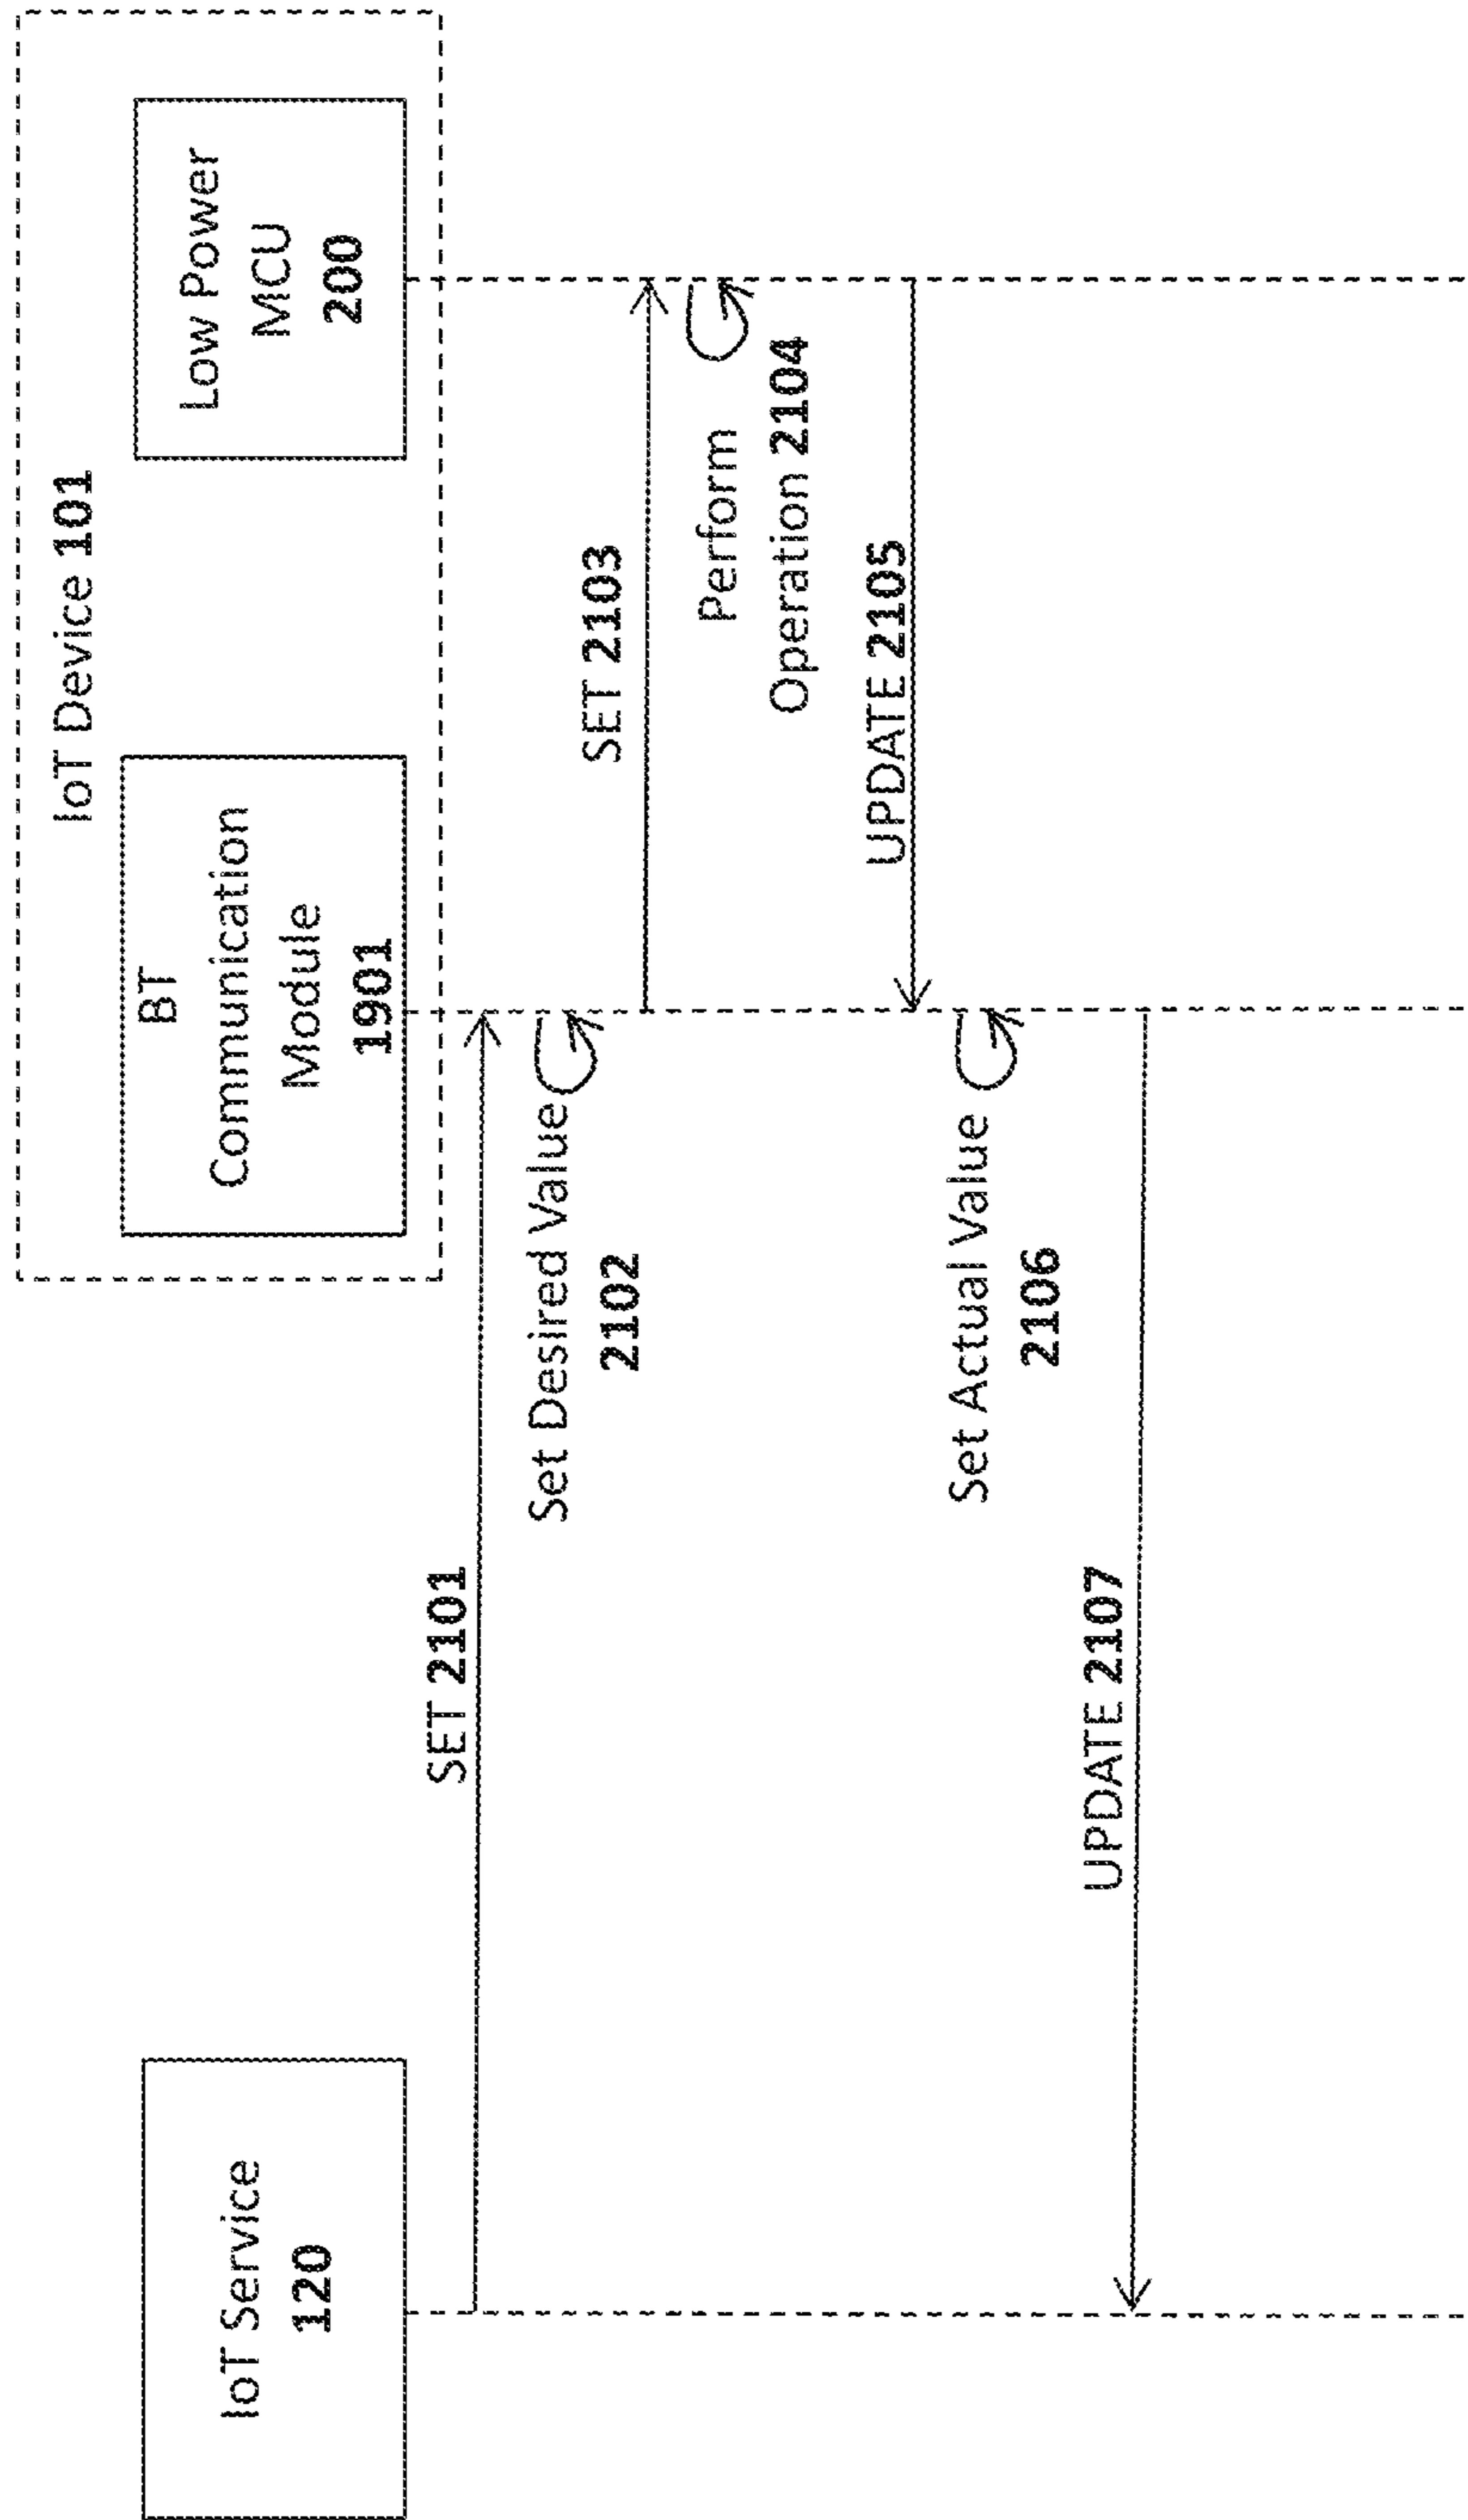 IoT Device 101
IoT Service
120
BT
Communication
Module
1901
Low Power
MCU
200
SET 2101
Set Desired Value
2102
SET 2103
Perform
Operation 2104
UPDATE 2105
Set Actual Value
2106
UPDATE 2107